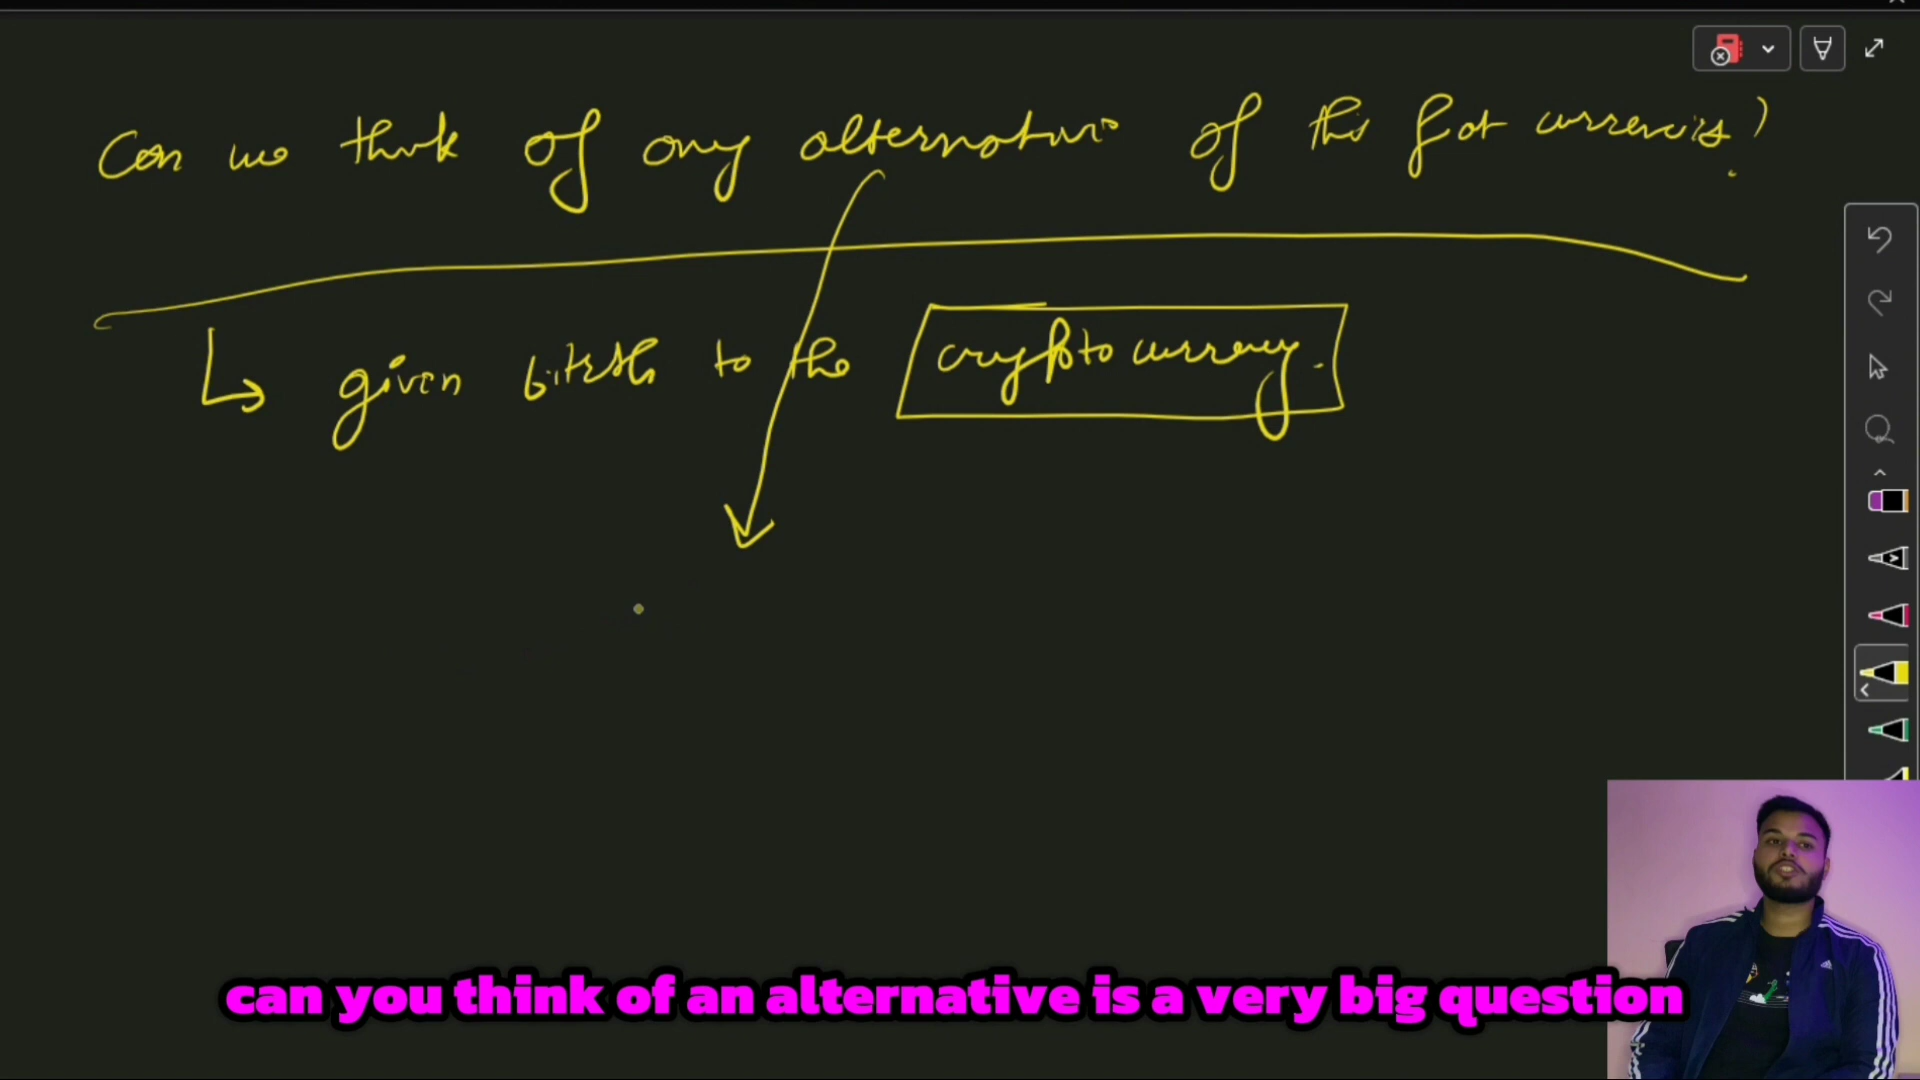 Can we think of any alternative of this fiat currencies?
given birth to the cryptocurrency.
can you think of an alternative is a very big question